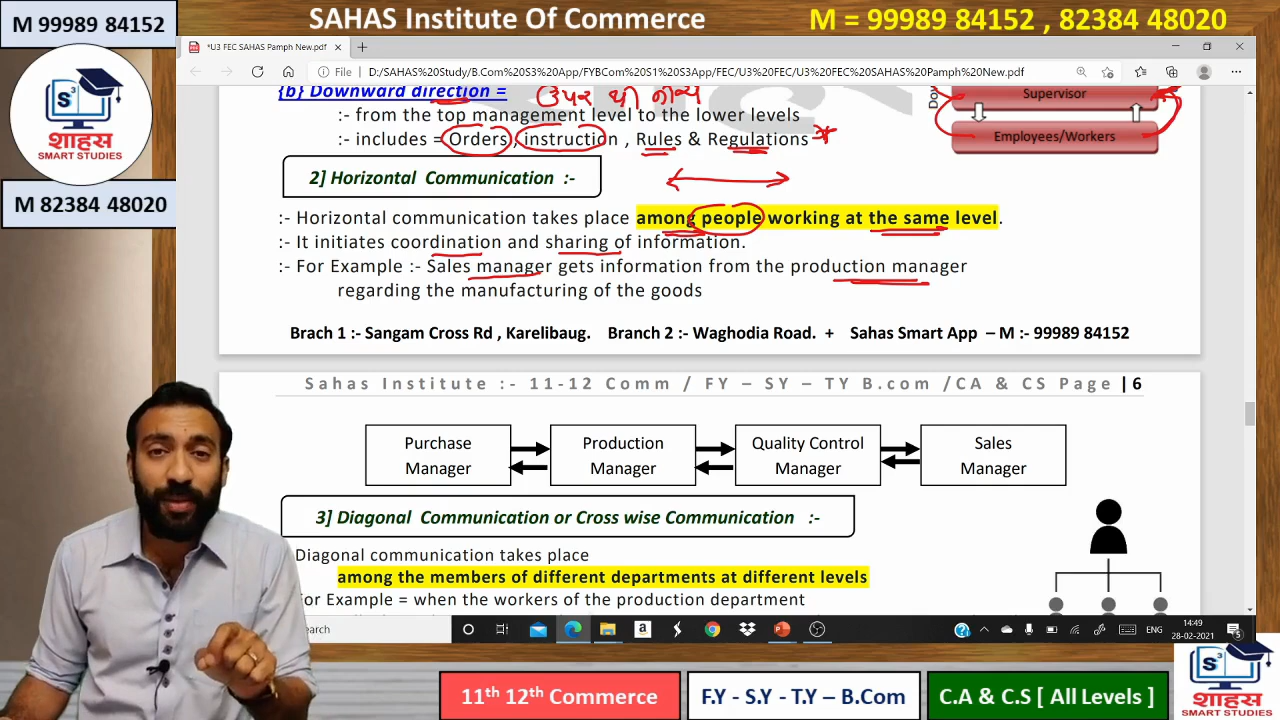 M 99989 84152
SAHAS Institute Of Commerce
M = 99989 84152 , 82384 48020
S³
शाहस
SMART STUDIES
M 82384 48020
*U3 FEC SAHAS Pamph New.pdf
File
D:/SAHAS%20Study/B.Com%20S3%20App/FYBCom%20S1%20S3App/FEC/U3%20FEC/U3%20FEC%20SAHAS%20Pamph%20New.pdf
{b} Downward direction =
:- from the top management level to the lower levels
:- includes = Orders , instruction , Rules & Regulations
Supervisor
Employees/Workers
2] Horizontal Communication :-
:- Horizontal communication takes place among people working at the same level.
:- It initiates coordination and sharing of information.
:- For Example :- Sales manager gets information from the production manager
regarding the manufacturing of the goods
Brach 1 :- Sangam Cross Rd , Karelibaug. Branch 2 :- Waghodia Road. + Sahas Smart App – M :- 99989 84152
Sahas Institute :- 11-12 Comm / FY – SY – TY B.com /CA & CS Page | 6
Purchase
Manager
Production
Manager
Quality Control
Manager
Sales
Manager
3] Diagonal Communication or Cross wise Communication :-
Diagonal communication takes place
among the members of different departments at different levels
For Example = when the workers of the production department
earch
ENG
14:49
28-02-2021
11th 12th Commerce
F.Y - S.Y - T.Y – B.Com
C.A & C.S [ All Levels ]
S³
शाहस
SMART STUDIES